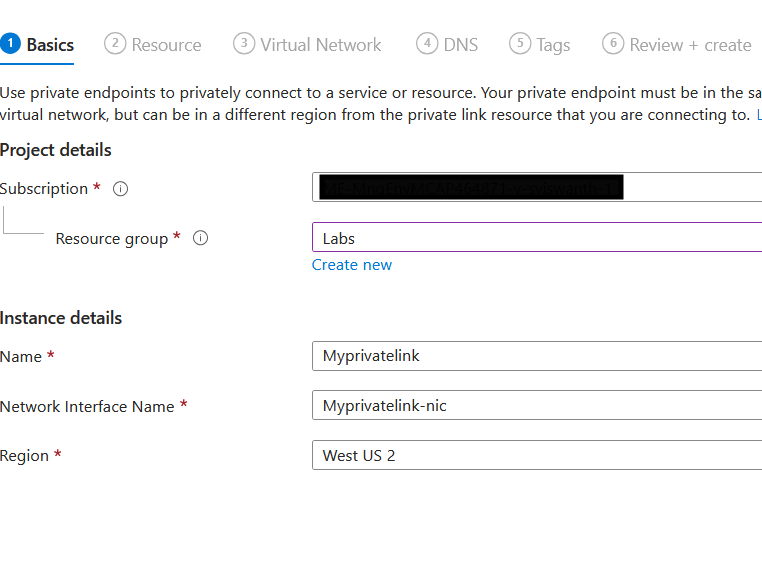 1 Basics 2 Resource 3 Virtual Network 4 DNS 5 Tags 6 Review + create
Use private endpoints to privately connect to a service or resource. Your private endpoint must be in the sa
virtual network, but can be in a different region from the private link resource that you are connecting to. L
Project details
Subscription *
Resource group * Labs
Create new
Instance details
Name * Myprivatelink
Network Interface Name * Myprivatelink-nic
Region * West US 2